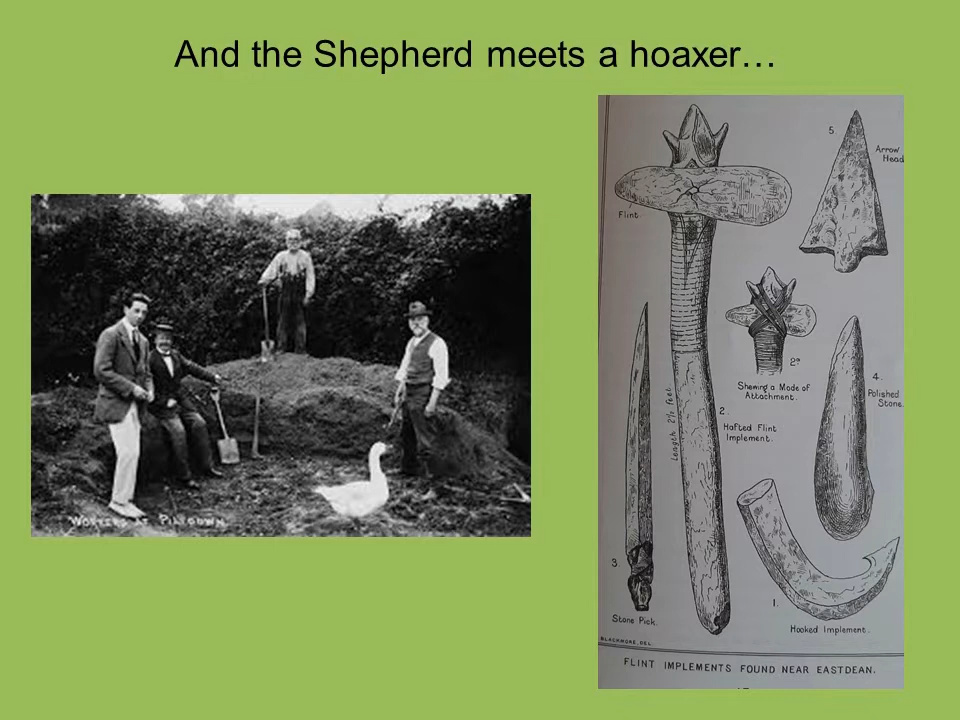 And the Shepherd meets a hoaxer…
WORKERS AT PILTDOWN
5.
Arrow
Head
Flint.
2ª
Shewing a Mode of
Attachment.
4.
Polished
Stone.
Length 2½ feet
2.
Hafted Flint
Implement.
3.
Stone Pick.
1.
Hooked Implement.
BLACKMORE. DEL.
FLINT IMPLEMENTS FOUND NEAR EASTDEAN.